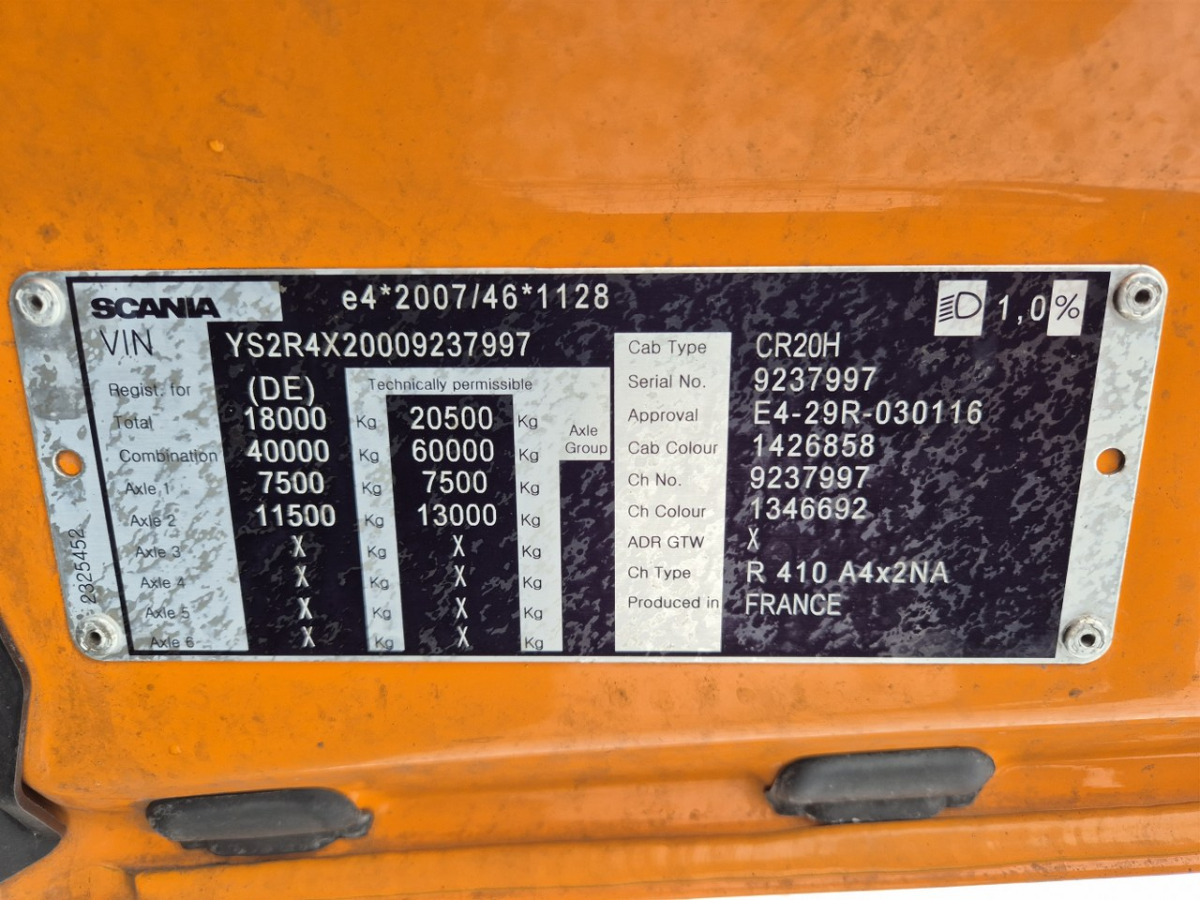 SCANIA e4*2007/46*1128 1,0%
VIN YS2R4X20009237997
Regist. for (DE) Technically permissible
Total 18000 Kg 20500 Kg Axle
Combination 40000 Kg 60000 Kg Group
Axle 1 7500 Kg 7500 Kg
Axle 2 11500 Kg 13000 Kg
Axle 3 X Kg X Kg
Axle 4 X Kg X Kg
Axle 5 X Kg X Kg
Axle 6 X Kg X Kg
2325452
Cab Type CR20H
Serial No. 9237997
Approval E4-29R-030116
Cab Colour 1426858
Ch No. 9237997
Ch Colour 1346692
ADR GTW X
Ch Type R 410 A4x2NA
Produced in FRANCE